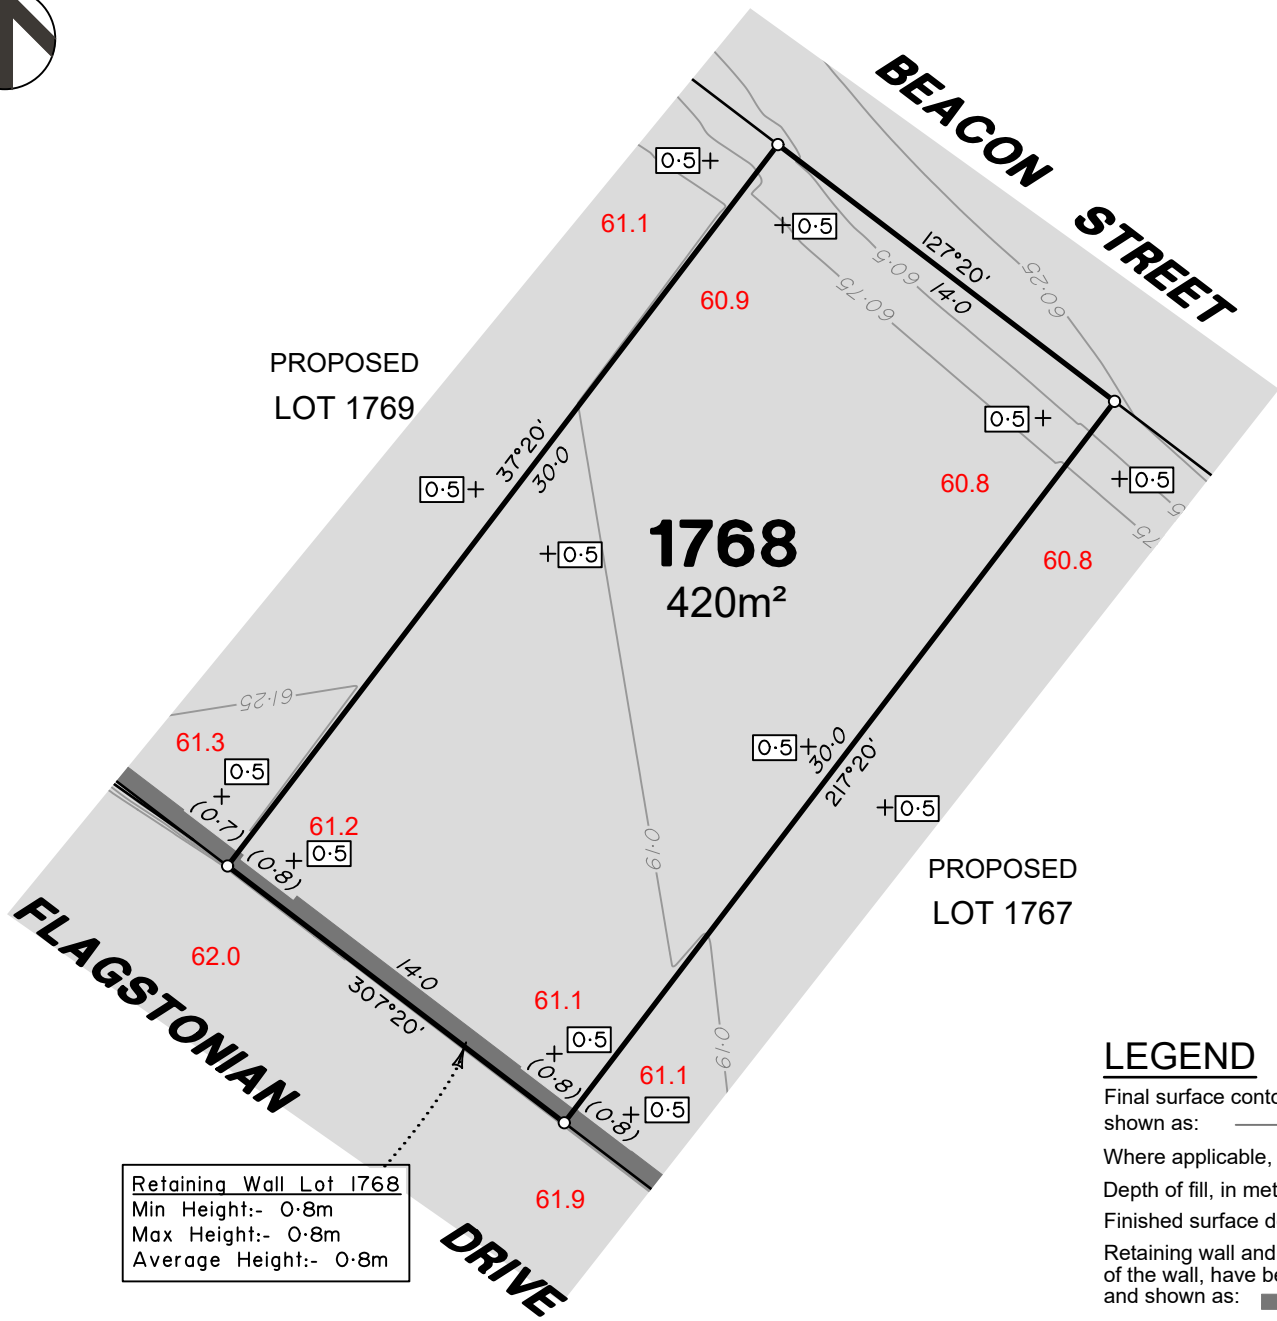 BEACON STREET
0·5
61.1
0·5
127°20'
14·0
60·5
60·25
60·75
60.9
PROPOSED
LOT 1769
37°20'
30·0
0·5
0·5
60.8
0·5
0·5
75
60.8
1768
420m²
0·5
61·25
61.3
0·5
(0·7)
61.2
0·5
(0·8)
0·5
30·0
217°20'
0·5
61·0
PROPOSED
LOT 1767
FLAGSTONIAN DRIVE
62.0
14·0
307°20'
61.1
0·5
(0·8)
61.1
0·5
(0·8)
61·0
61.9
Retaining Wall Lot 1768
Min Height:- 0·8m
Max Height:- 0·8m
Average Height:- 0·8m
LEGEND
Final surface conto
shown as:
Where applicable,
Depth of fill, in met
Finished surface d
Retaining wall and
of the wall, have be
and shown as: